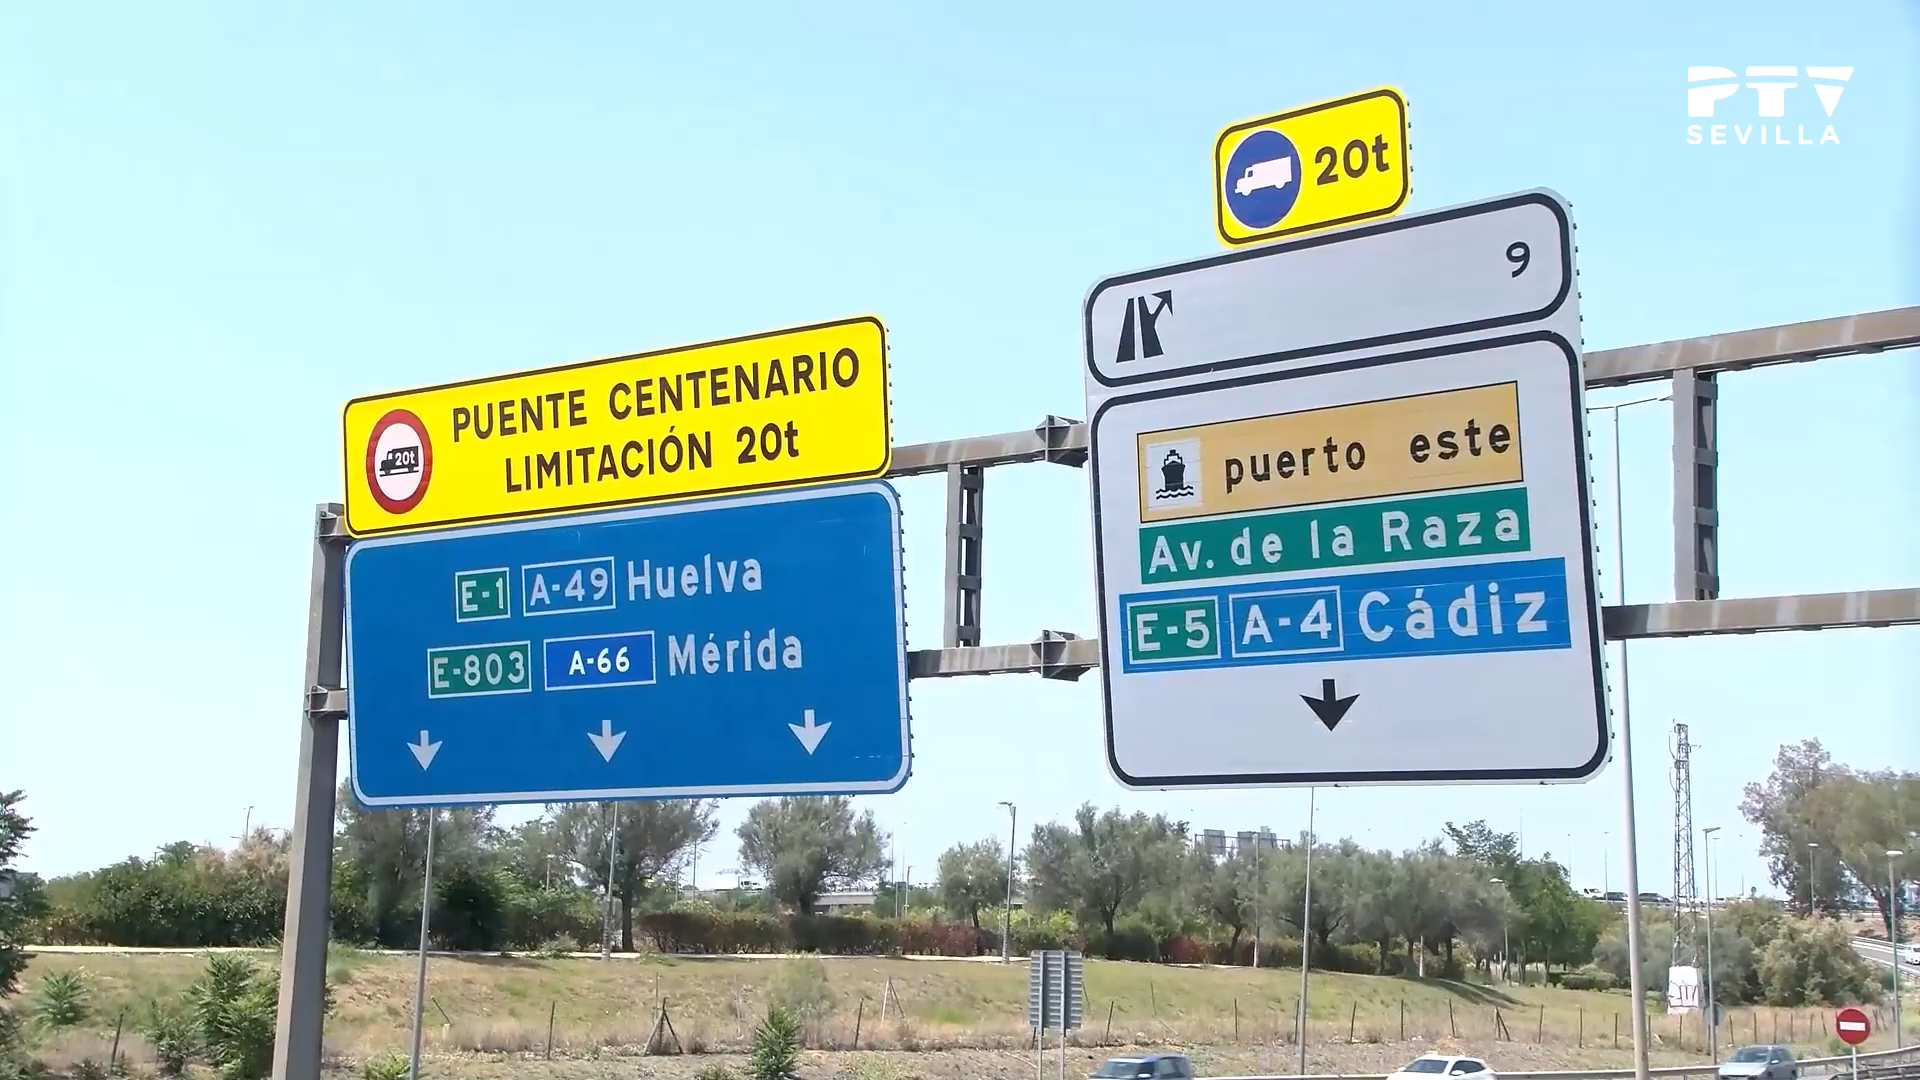 PTV
SEVILLA
20t
9
PUENTE CENTENARIO
LIMITACIÓN 20t
20t
puerto este
Av. de la Raza
E-5 A-4 Cádiz
E-1 A-49 Huelva
E-803 A-66 Mérida